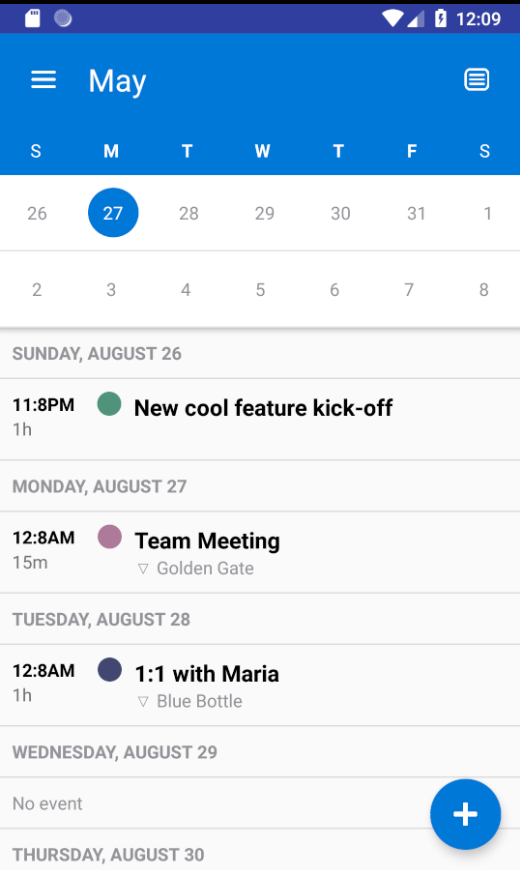 12:09
May
S M T W T F S
26 27 28 29 30 31 1
2 3 4 5 6 7 8
SUNDAY, AUGUST 26
11:8PM New cool feature kick-off
1h
MONDAY, AUGUST 27
12:8AM Team Meeting
15m Golden Gate
TUESDAY, AUGUST 28
12:8AM 1:1 with Maria
1h Blue Bottle
WEDNESDAY, AUGUST 29
No event
THURSDAY, AUGUST 30